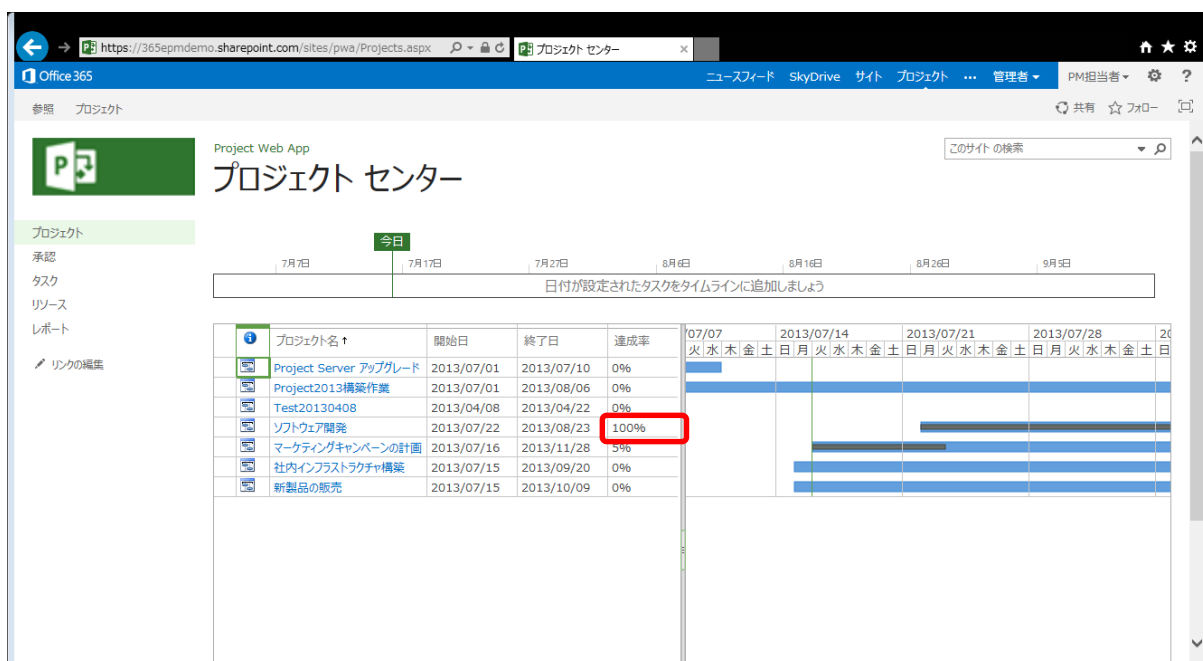 https://365epmdemo.sharepoint.com/sites/pwa/Projects.aspx プロジェクト センター
Office 365 ニュースフィード SkyDrive サイト プロジェクト ... 管理者 PM担当者 ?
参照 プロジェクト 共有 フォロー
Project Web App
プロジェクト センター
このサイト の検索
プロジェクト
承認
タスク
リソース
レポート
リンクの編集
今日
7月7日 7月17日 7月27日 8月6日 8月16日 8月26日 9月5日
日付が設定されたタスクをタイムラインに追加しましょう
プロジェクト名↑ 開始日 終了日 達成率 '07/07 2013/07/14 2013/07/21 2013/07/28 20
火 水 木 金 土 日 月 火 水 木 金 土 日 月 火 水 木 金 土 日 月 火 水 木 金 土 日
Project Server アップグレード 2013/07/01 2013/07/10 0%
Project2013構築作業 2013/07/01 2013/08/06 0%
Test20130408 2013/04/08 2013/04/22 0%
ソフトウェア開発 2013/07/22 2013/08/23 100%
マーケティングキャンペーンの計画 2013/07/16 2013/11/28 5%
社内インフラストラクチャ構築 2013/07/15 2013/09/20 0%
新製品の販売 2013/07/15 2013/10/09 0%